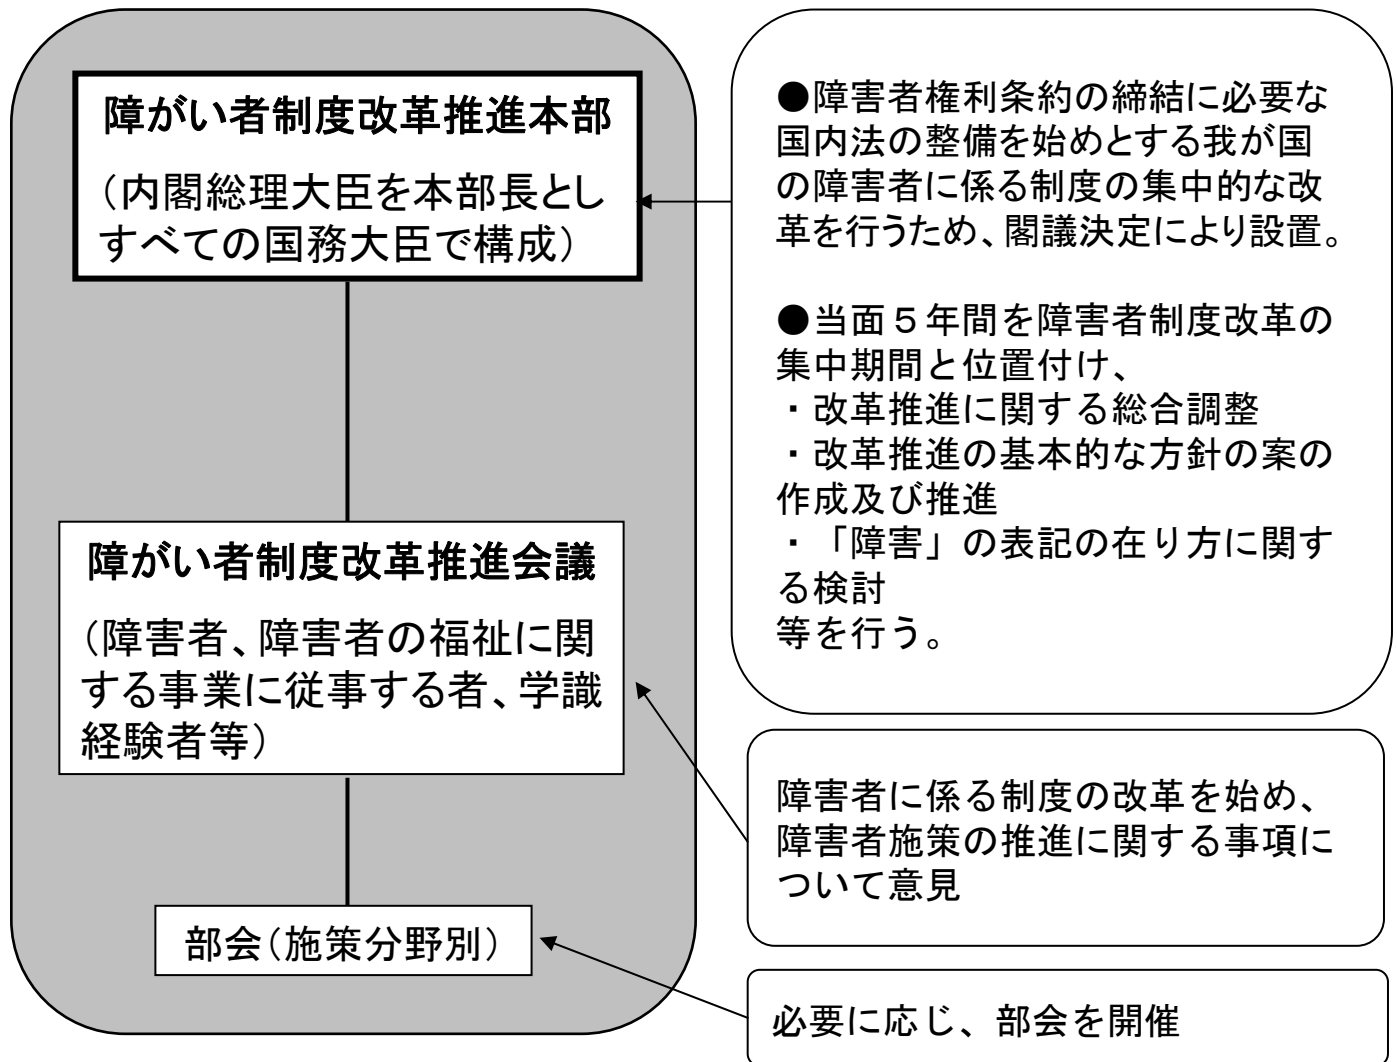 障がい者制度改革推進本部
（内閣総理大臣を本部長とし
すべての国務大臣で構成）
●障害者権利条約の締結に必要な
国内法の整備を始めとする我が国
の障害者に係る制度の集中的な改
革を行うため、閣議決定により設置。
●当面５年間を障害者制度改革の
集中期間と位置付け、
・改革推進に関する総合調整
・改革推進の基本的な方針の案の
作成及び推進
・「障害」の表記の在り方に関す
る検討
等を行う。
障がい者制度改革推進会議
（障害者、障害者の福祉に関
する事業に従事する者、学識
経験者等）
障害者に係る制度の改革を始め、
障害者施策の推進に関する事項に
ついて意見
部会（施策分野別）
必要に応じ、部会を開催